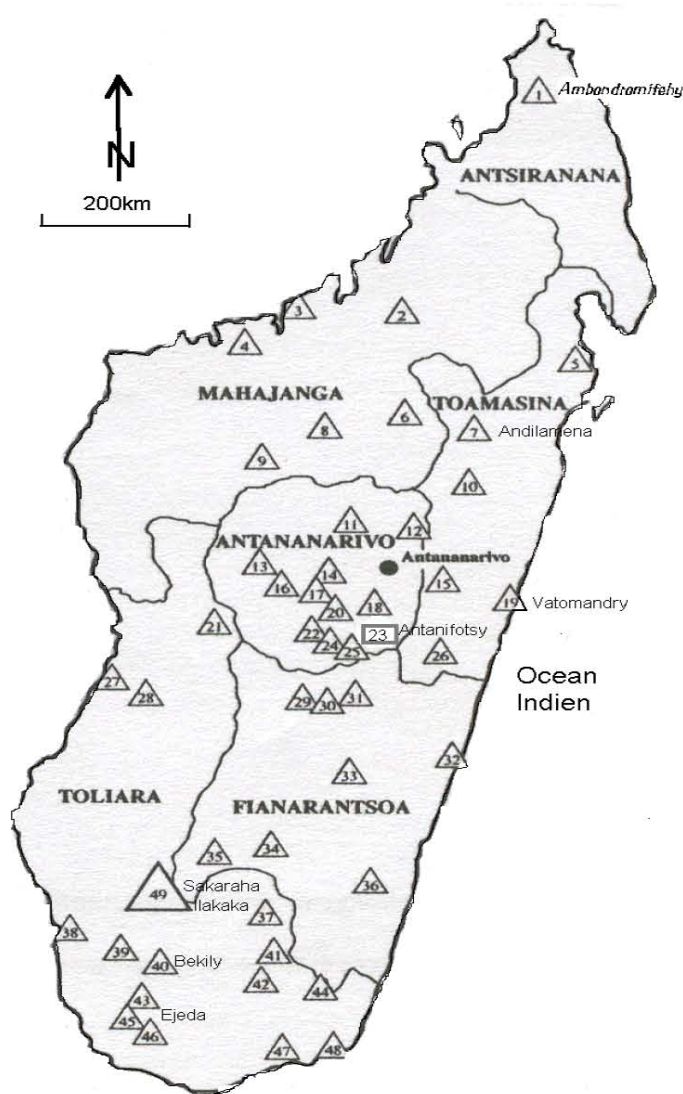 1 Ambondromifehy
N
ANTSIRANANA
200km
3
2
4
5
MAHAJANGA
6
TOAMASINA
8
7 Andilamena
9
10
11
12
ANTANANARIVO
13
14
Antananarivo
15
16
17
18
19 Vatomandry
20
21
22
23 Antanifotsy
24
25
26
Ocean
Indien
27
28
29
30
31
32
33
TOLIARA
FIANARANTSOA
34
35
36
49 Sakaraha
Ilakaka
37
38
39
40 Bekily
41
42
43
44
45 Ejeda
46
47
48